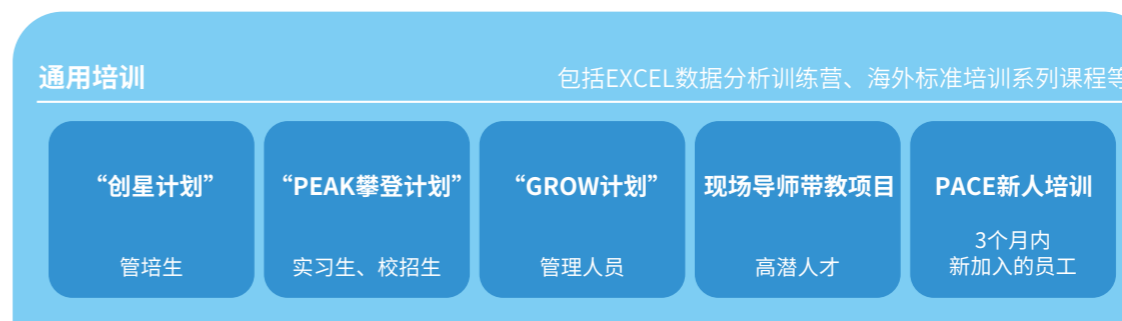 通用培训
包括EXCEL数据分析训练营、海外标准培训系列课程等
“创星计划”
管培生
“PEAK攀登计划”
实习生、校招生
“GROW计划”
管理人员
现场导师带教项目
高潜人才
PACE新人培训
3个月内
新加入的员工